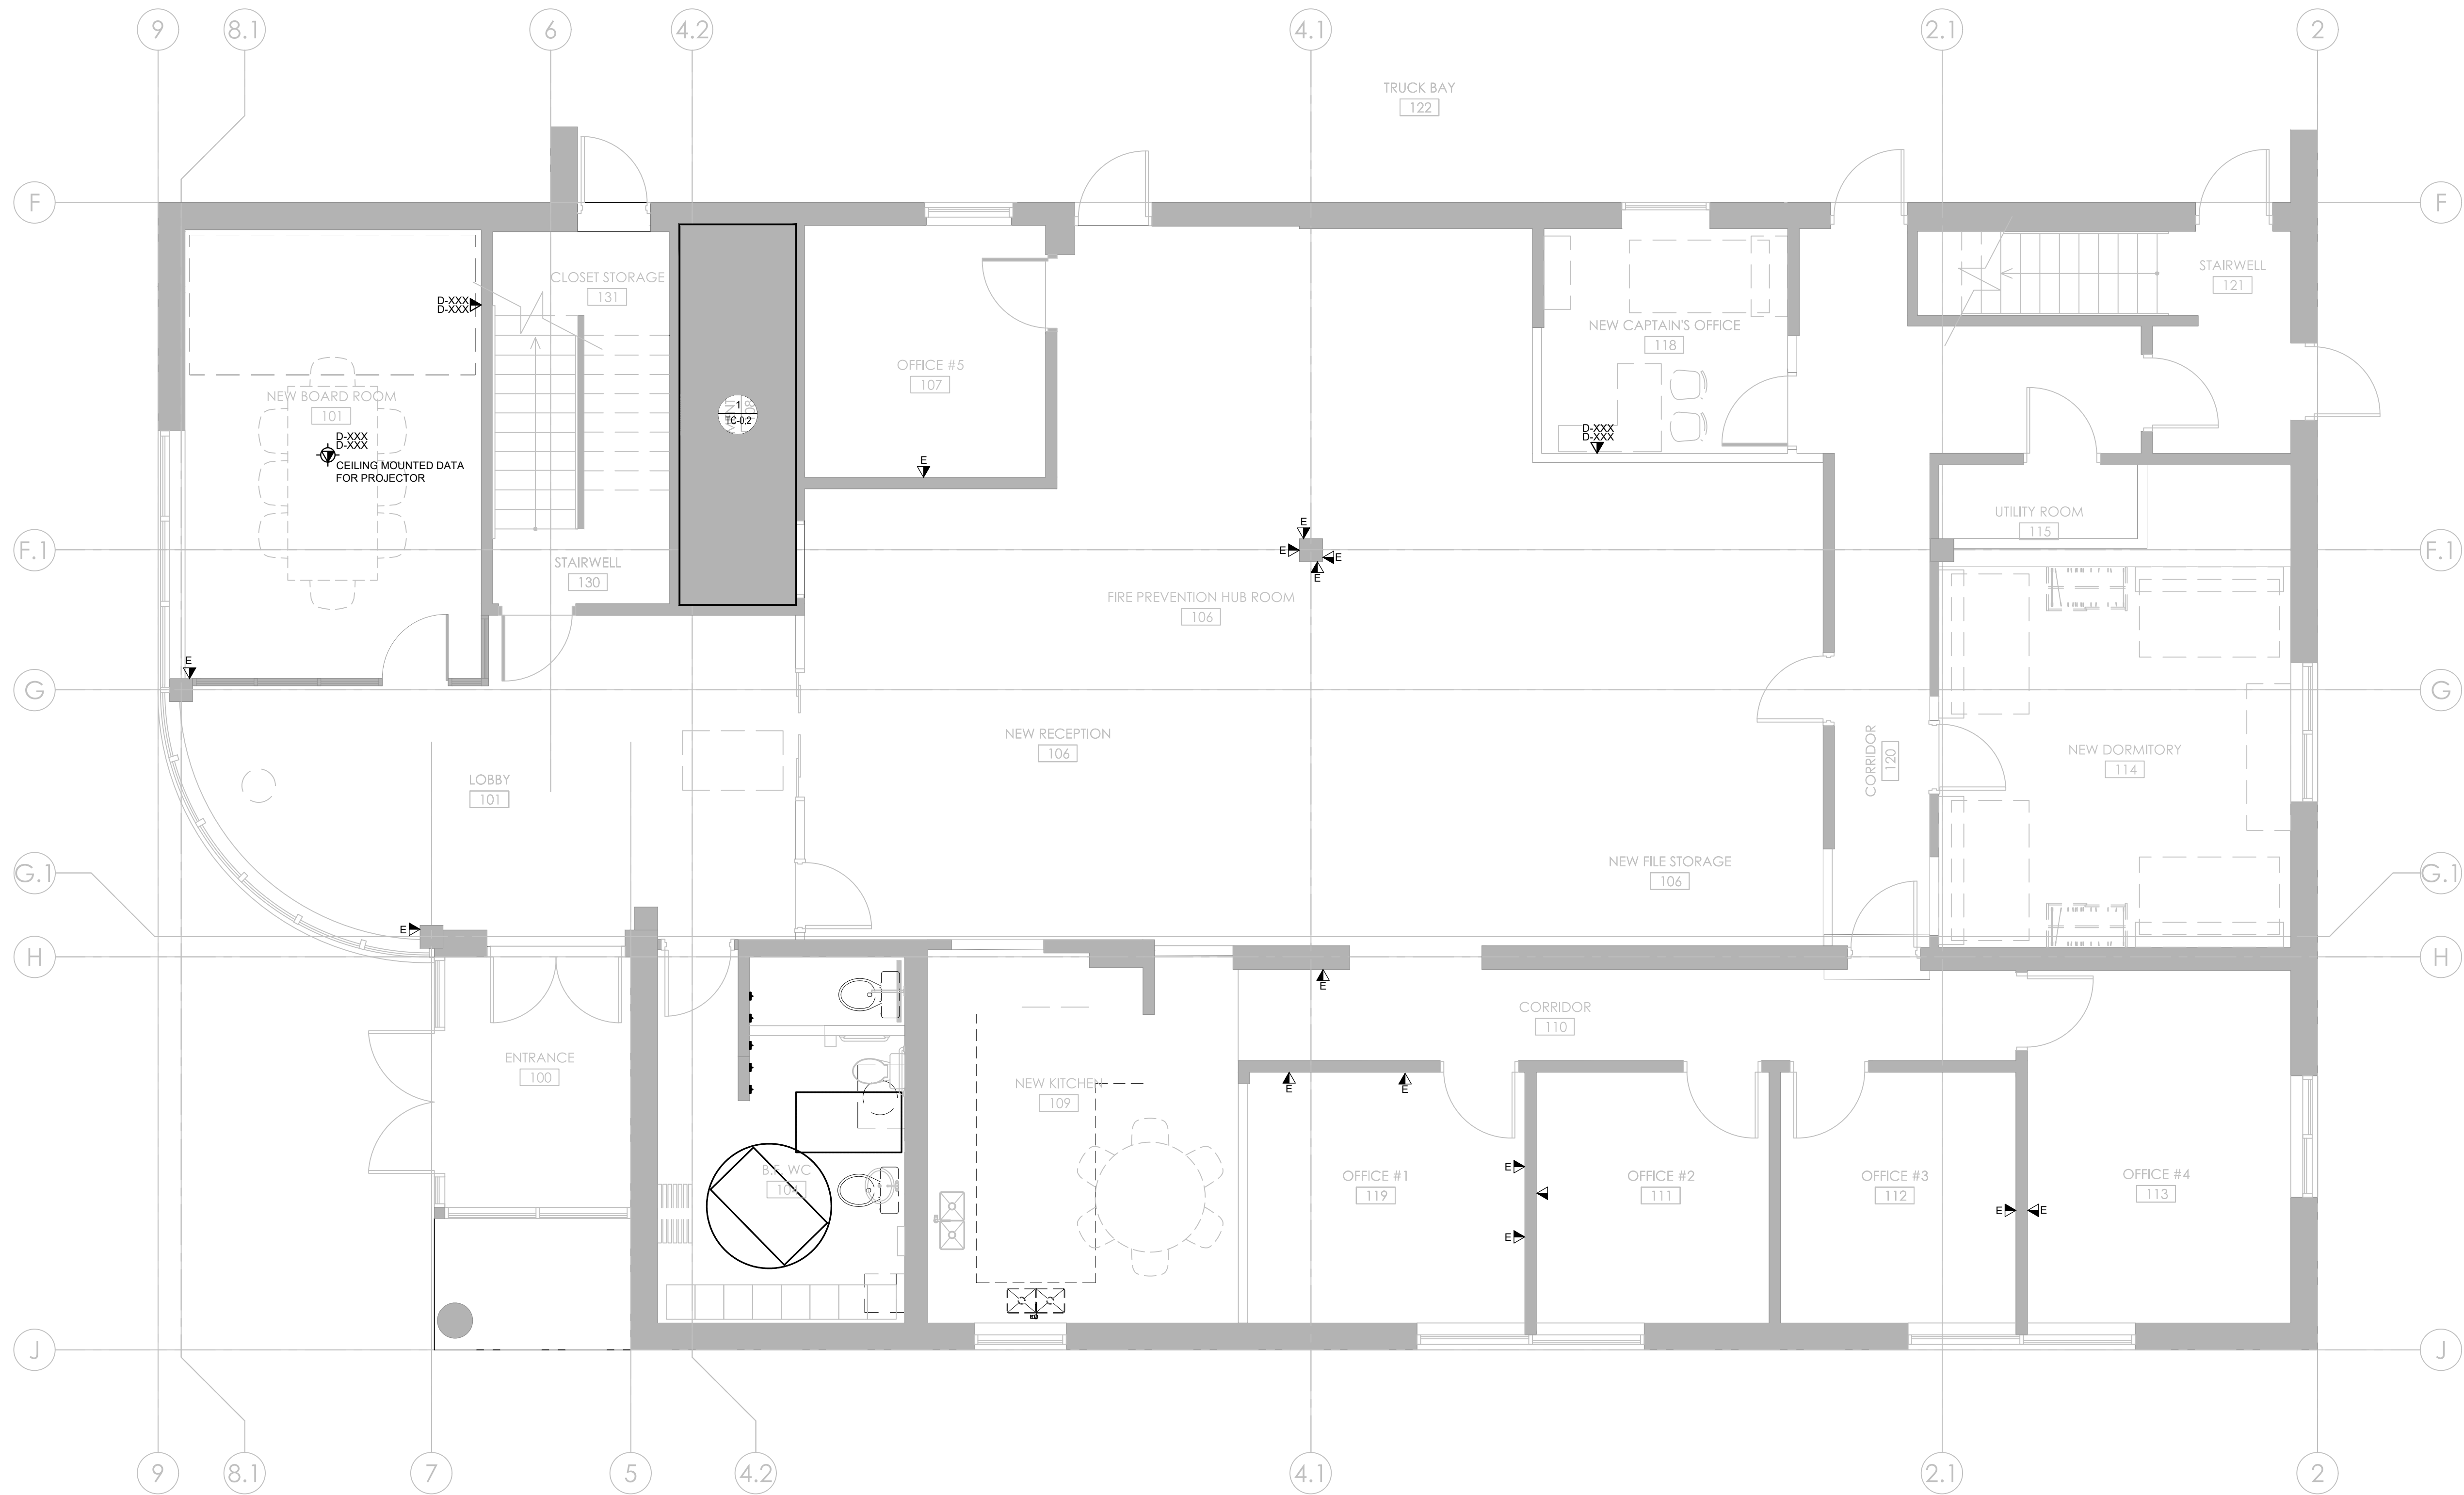 9
8.1
6
4.2
4.1
2.1
2
TRUCK BAY
122
F
F
CLOSET STORAGE
131
D-XXX
D-XXX
STAIRWELL
121
NEW CAPTAIN'S OFFICE
118
OFFICE #5
107
NEW BOARD ROOM
101
1
TC-0.2
D-XXX
D-XXX
CEILING MOUNTED DATA
FOR PROJECTOR
D-XXX
D-XXX
E
UTILITY ROOM
115
F.1
F.1
E
E
E
E
STAIRWELL
130
FIRE PREVENTION HUB ROOM
106
E
G
G
NEW RECEPTION
106
CORRIDOR
120
NEW DORMITORY
114
LOBBY
101
G.1
G.1
NEW FILE STORAGE
106
E
H
H
E
CORRIDOR
110
ENTRANCE
100
NEW KITCHEN
109
E
E
B.F. WC
104
OFFICE #1
119
E
E
OFFICE #2
111
OFFICE #3
112
E
E
OFFICE #4
113
J
J
9
8.1
7
5
4.2
4.1
2.1
2